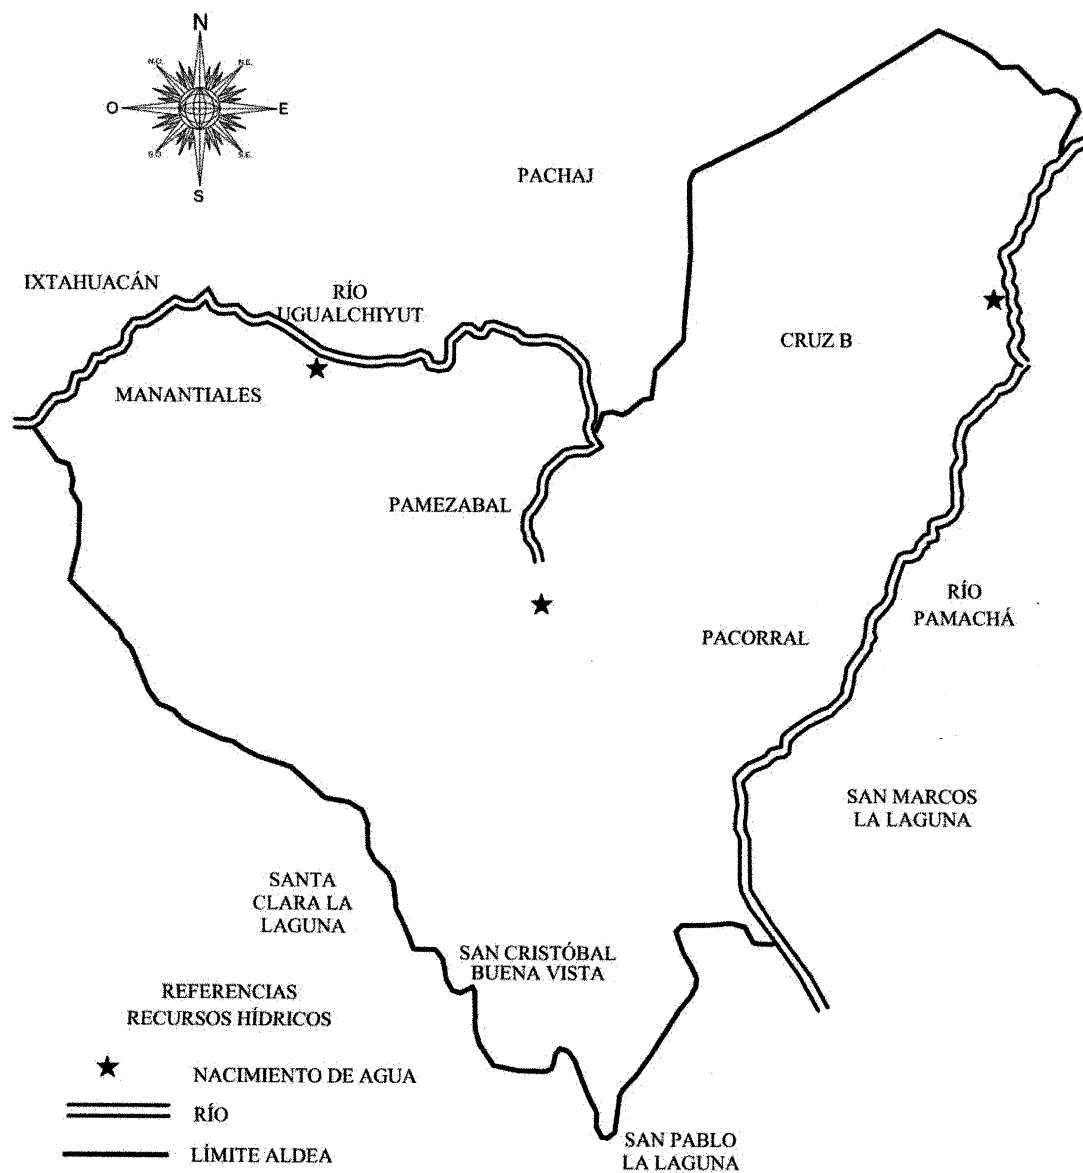 N
N.O.
N.E.
O
E
S.O.
S.E.
S
PACHAJ
IXTAHUACÁN
RÍO
UGUALCHIYUT
CRUZ B
MANANTIALES
PAMEZABAL
RÍO
PAMACHÁ
PACORRAL
SAN MARCOS
LA LAGUNA
SANTA
CLARA LA
LAGUNA
SAN CRISTÓBAL
BUENA VISTA
REFERENCIAS
RECURSOS HÍDRICOS
NACIMIENTO DE AGUA
RÍO
LÍMITE ALDEA
SAN PABLO
LA LAGUNA